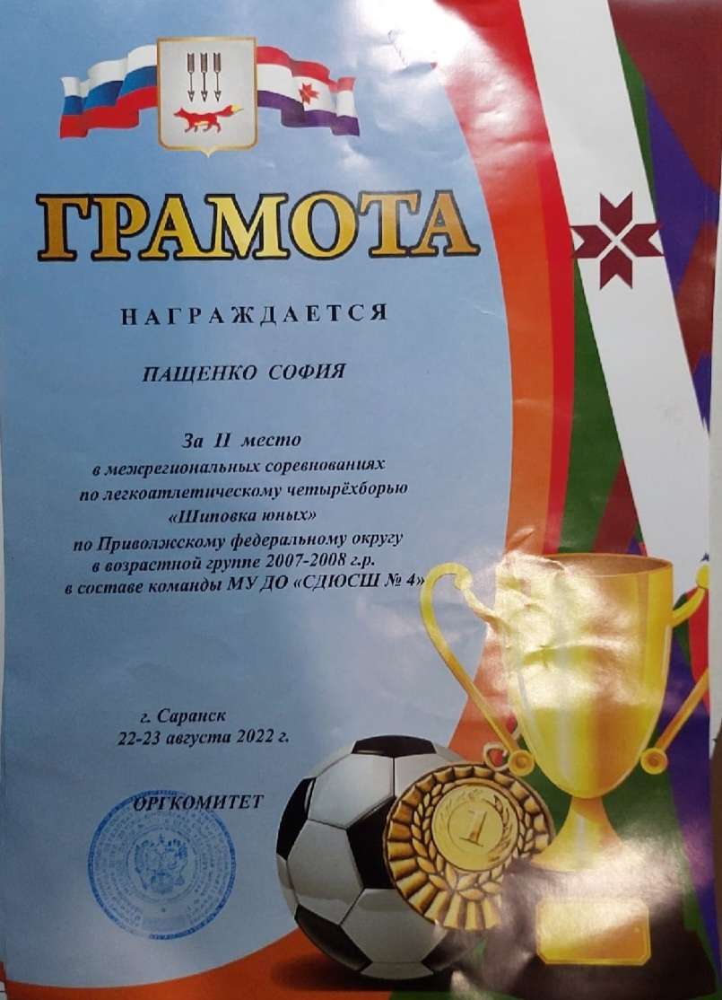 ГРАМОТА
НАГРАЖДАЕТСЯ
ПАЩЕНКО СОФИЯ
За II место
в межрегиональных соревнованиях
по легкоатлетическому четырёхборью
«Шиповка юных»
по Приволжскому федеральному округу
в возрастной группе 2007-2008 г.р.
в составе команды МУ ДО «СДЮСШ № 4»
г. Саранск
22-23 августа 2022 г.
ОРГКОМИТЕТ
1